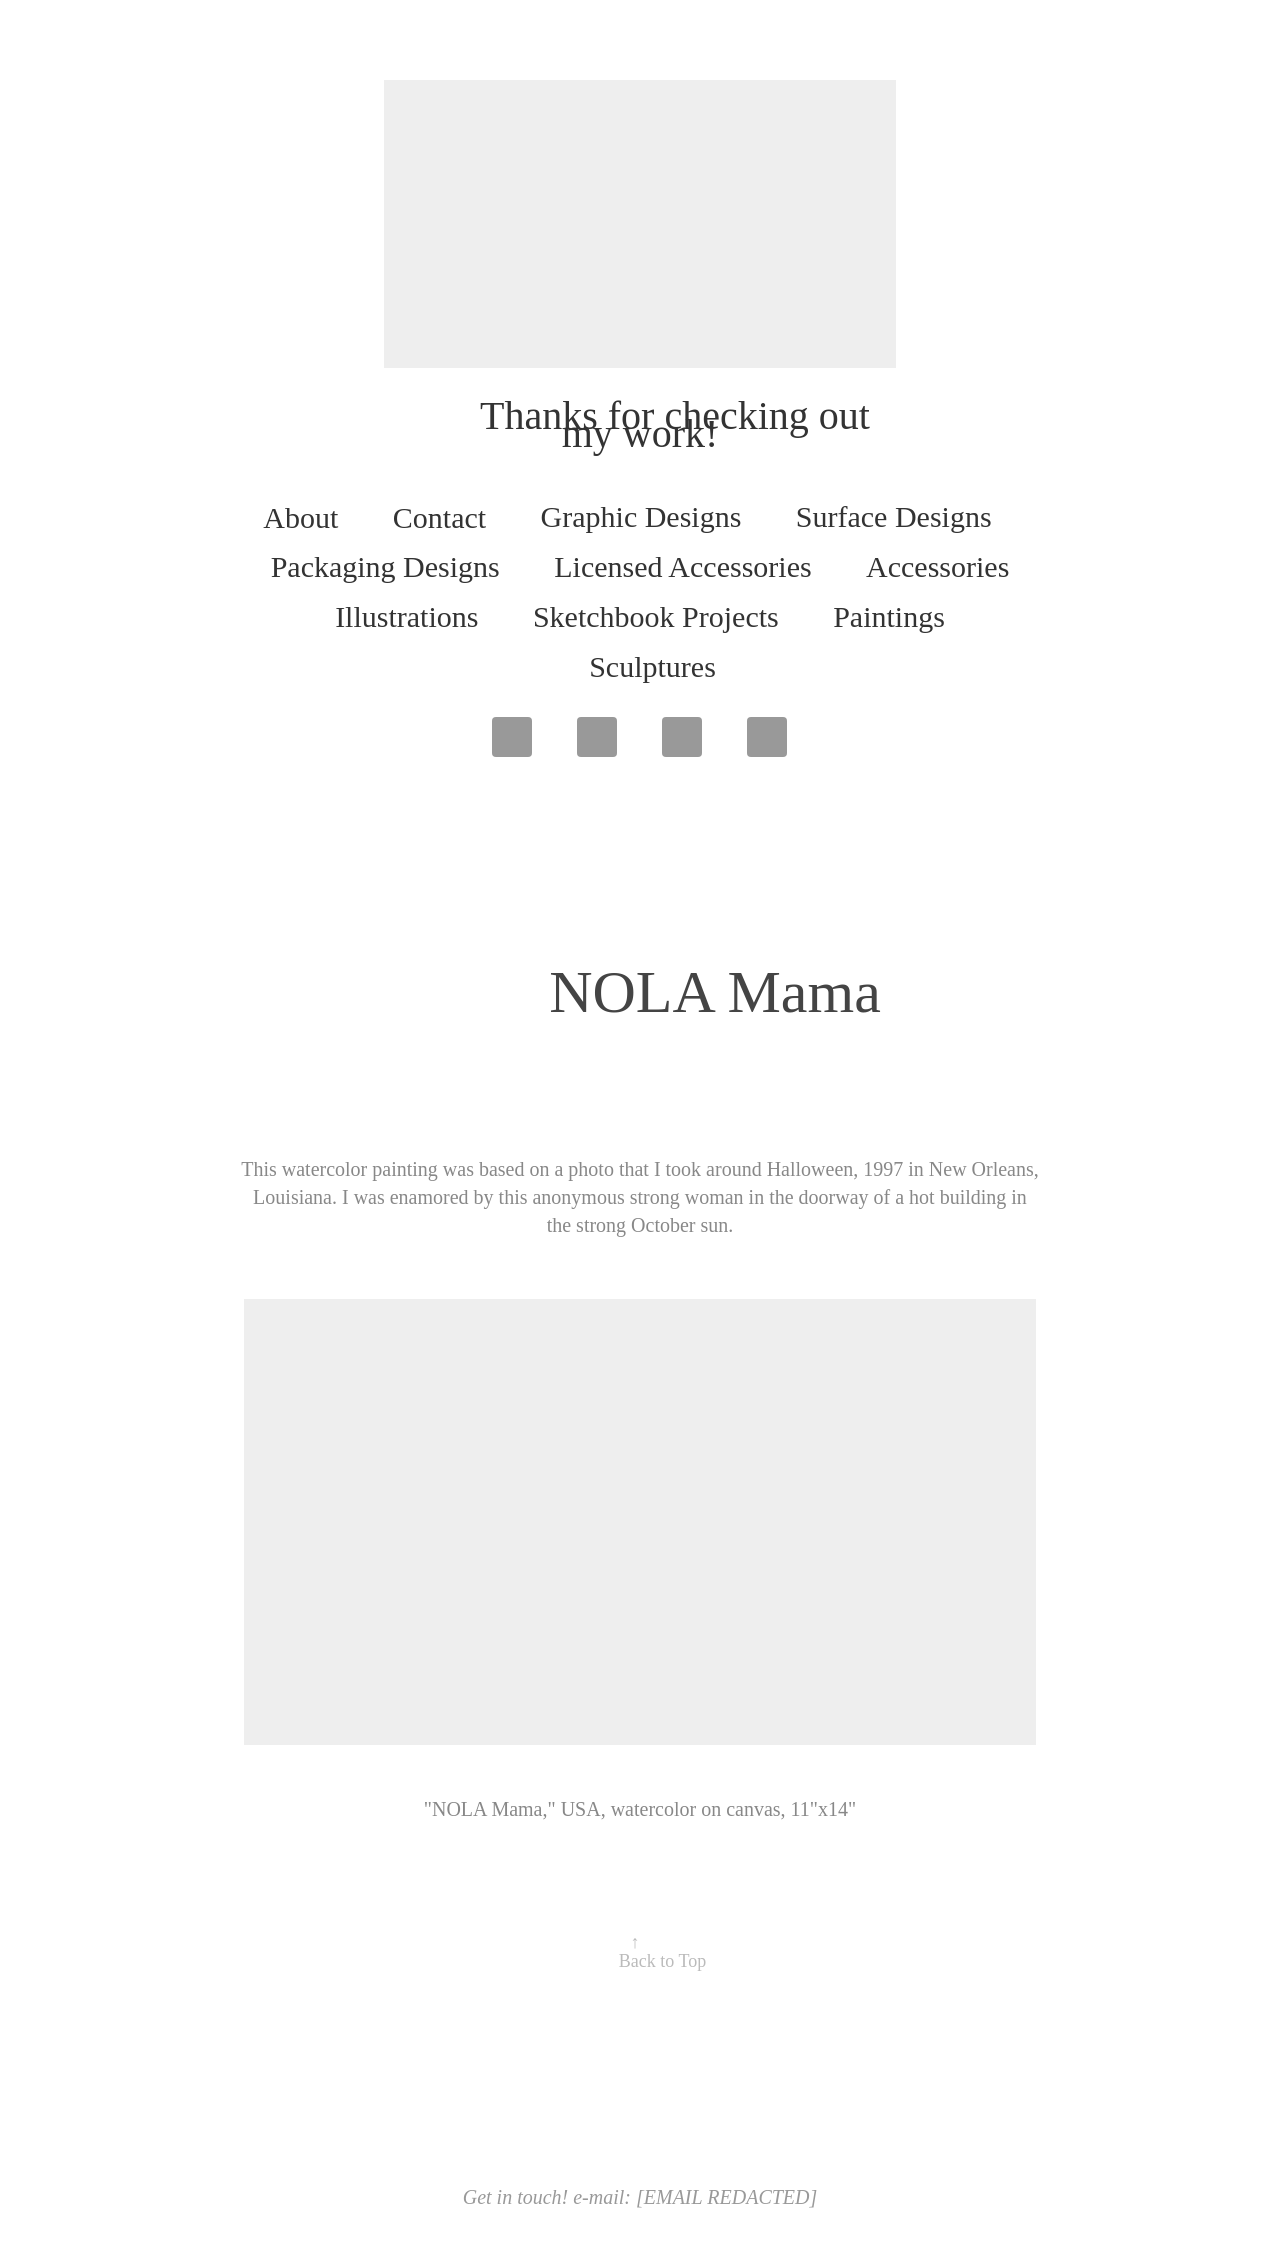 Thanks for checking out
my work!
About Contact Graphic Designs Surface Designs
Packaging Designs Licensed Accessories Accessories
Illustrations Sketchbook Projects Paintings
Sculptures
NOLA Mama
This watercolor painting was based on a photo that I took around Halloween, 1997 in New Orleans,
Louisiana. I was enamored by this anonymous strong woman in the doorway of a hot building in
the strong October sun.
"NOLA Mama," USA, watercolor on canvas, 11"x14"
↑
Back to Top
Get in touch! e-mail: [EMAIL REDACTED]